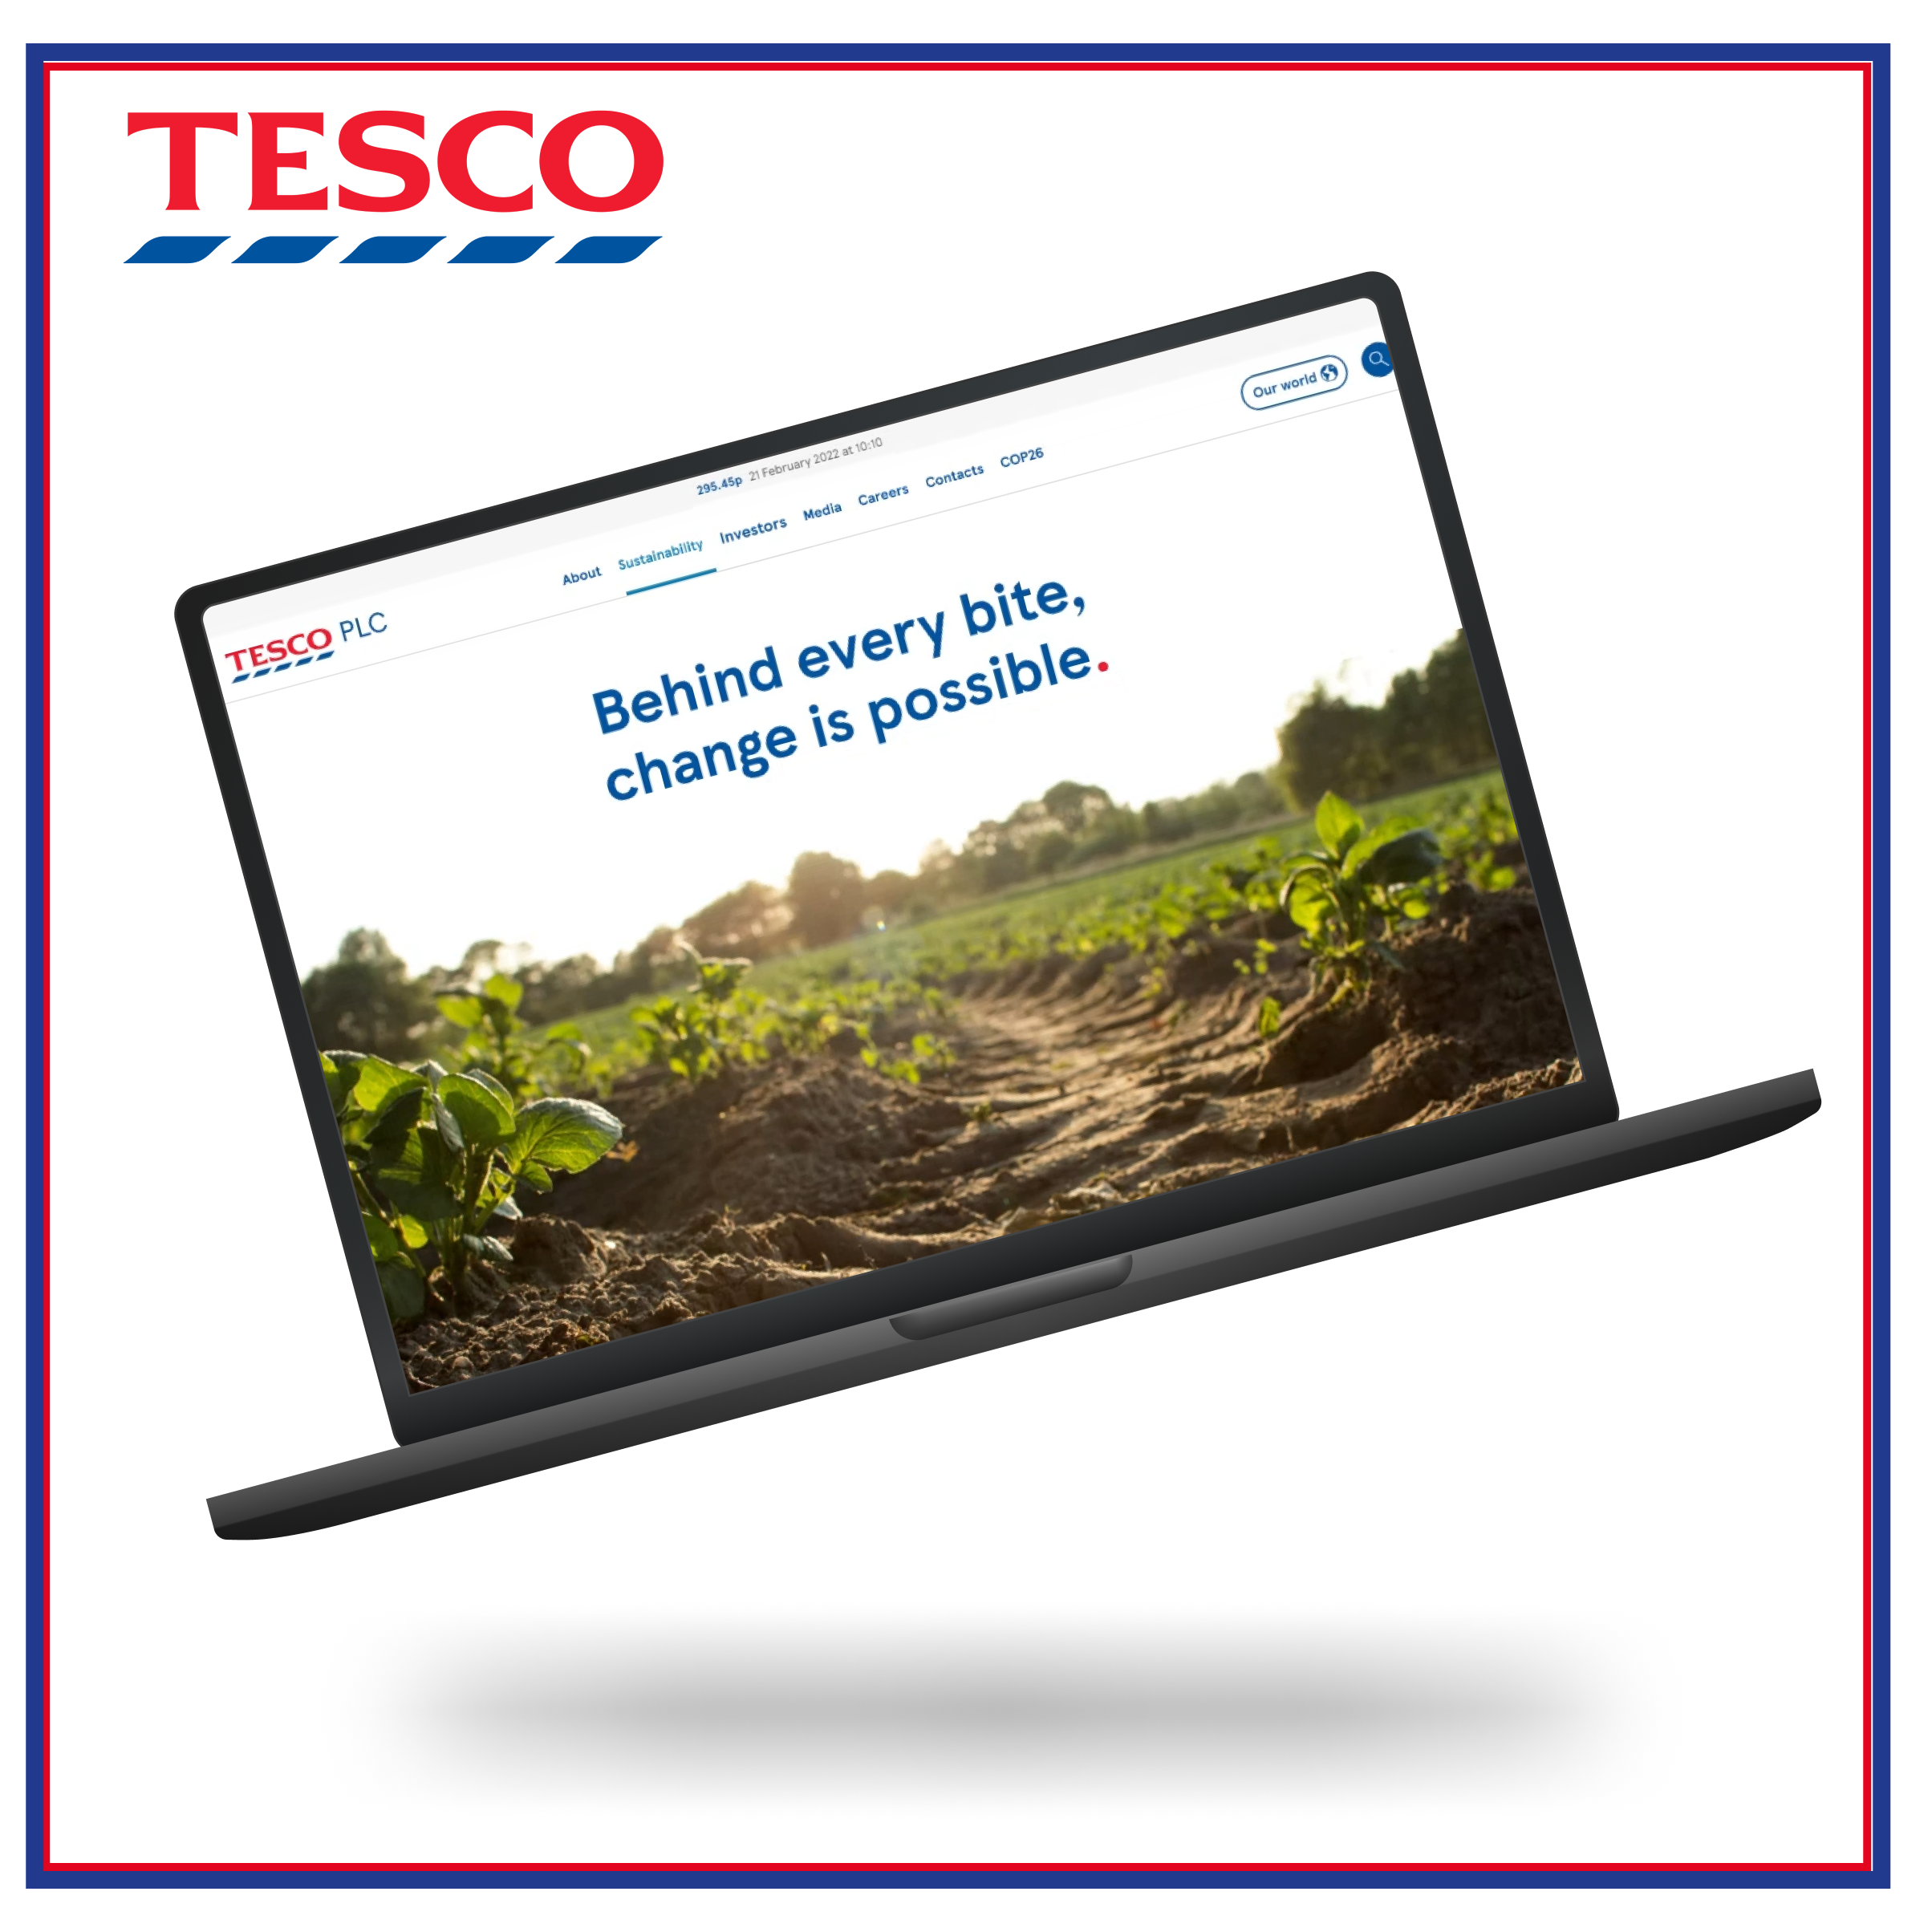 TESCO
295.45p 21 February 2022 at 10:10
Our world
About Sustainability Investors Media Careers Contacts COP26
TESCO PLC
Behind every bite,
change is possible.